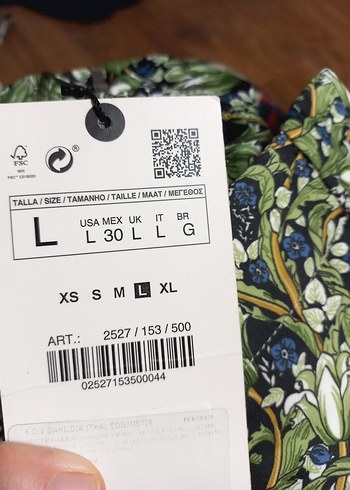 FSC
®
TALLA / SIZE / TAMANHO / TAILLE / MAAT / ΜΕΓΕΘΟΣ
L
USA MEX UK IT BR
L 30 L L G
XS S M L XL
ART.: 2527 / 153 / 500
02527153500044